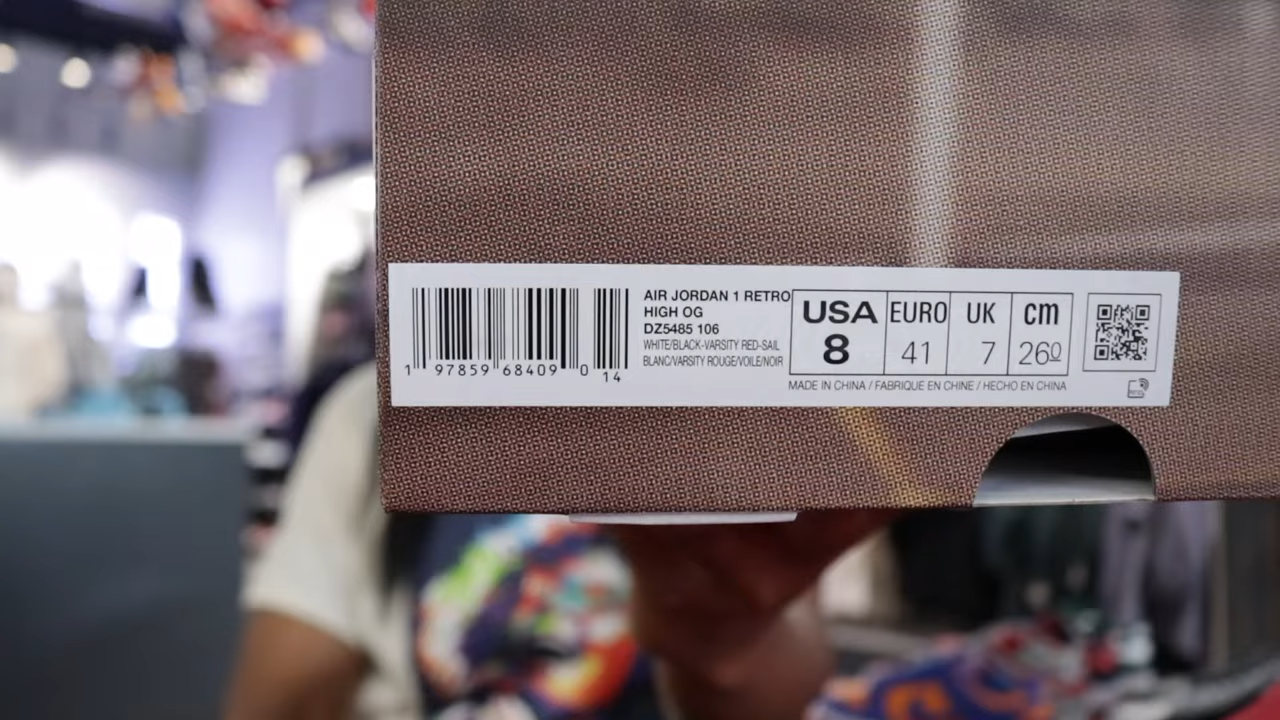 AIR JORDAN 1 RETRO
HIGH OG
DZ5485 106
WHITE/BLACK-VARSITY RED-SAIL
BLANC/VARSITY ROUGE/VOILE/NOIR
1 97859 68409 0 14
USA EURO UK cm
8 41 7 260
MADE IN CHINA / FABRIQUE EN CHINE / HECHO EN CHINA